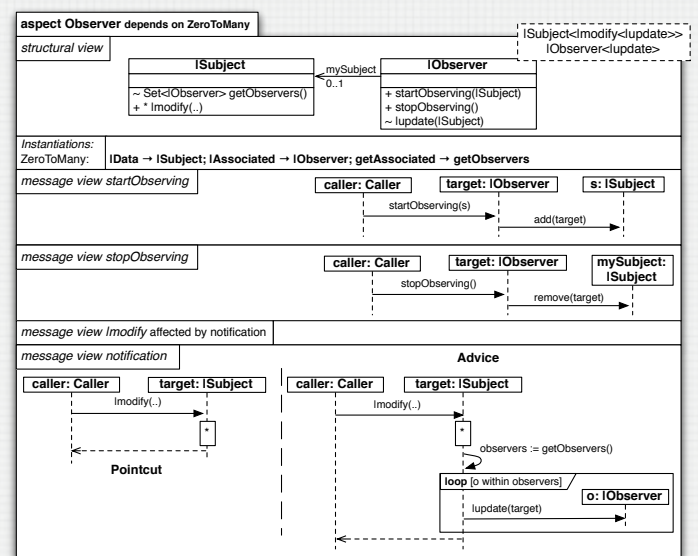 aspect Observer depends on ZeroToMany
|Subject<|modify<|update>>
|Observer<|update>
structural view
|Subject
~ Set<|Observer> getObservers()
+ * |modify(..)
mySubject
0..1
|Observer
+ startObserving(|Subject)
+ stopObserving()
~ |update(|Subject)
Instantiations:
ZeroToMany: |Data → |Subject; |Associated → |Observer; getAssociated → getObservers
message view startObserving
caller: Caller
target: |Observer
s: |Subject
startObserving(s)
add(target)
message view stopObserving
caller: Caller
target: |Observer
mySubject:
|Subject
stopObserving()
remove(target)
message view |modify affected by notification
message view notification
Advice
caller: Caller
target: |Subject
|modify(..)
*
Pointcut
caller: Caller
target: |Subject
|modify(..)
*
observers := getObservers()
loop [o within observers]
o: |Observer
|update(target)